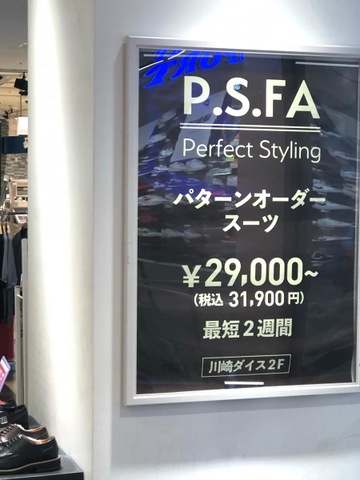 P.S.FA
Perfect Styling
パターンオーダー
スーツ
¥29,000~
(税込 31,900円)
最短2週間
川崎ダイス2F